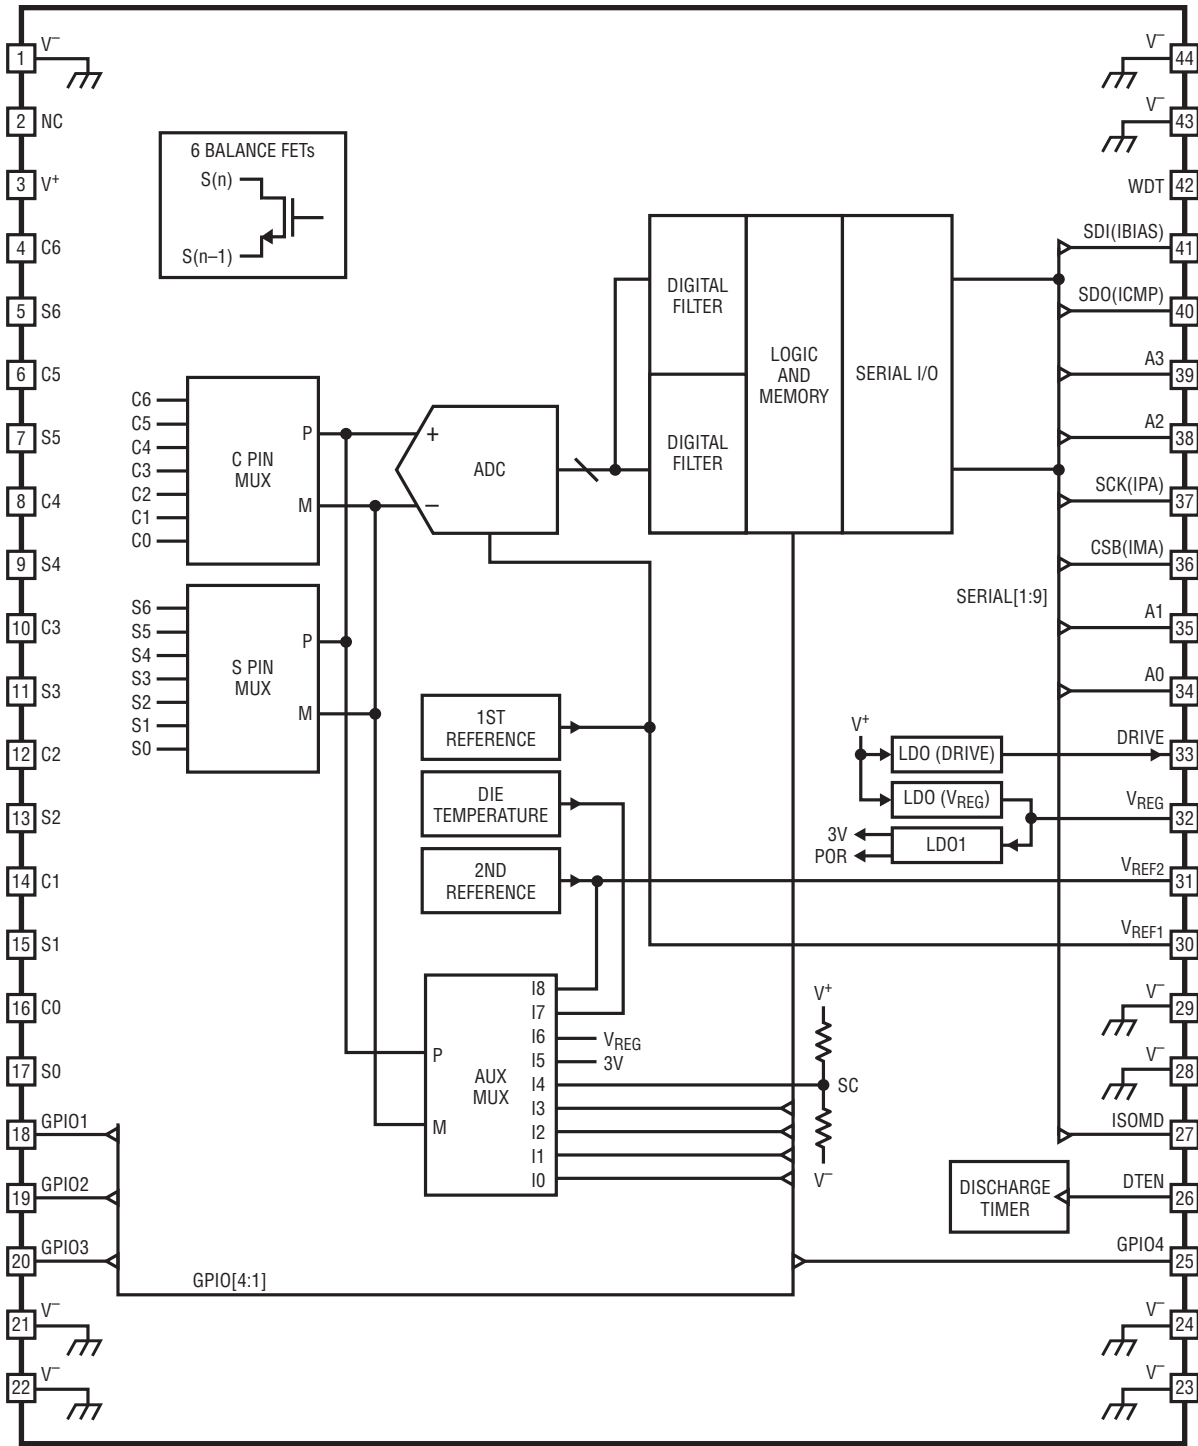 1 V–
2 NC
3 V+
4 C6
5 S6
6 C5
7 S5
8 C4
9 S4
10 C3
11 S3
12 C2
13 S2
14 C1
15 S1
16 C0
17 S0
18 GPIO1
19 GPIO2
20 GPIO3
21 V–
22 V–
6 BALANCE FETs
S(n)
S(n–1)
C6
C5
C4
C3
C2
C1
C0
C PIN
MUX
P
M
S6
S5
S4
S3
S2
S1
S0
S PIN
MUX
P
M
+
–
ADC
DIGITAL
FILTER
DIGITAL
FILTER
LOGIC
AND
MEMORY
SERIAL I/O
1ST
REFERENCE
DIE
TEMPERATURE
2ND
REFERENCE
P
M
AUX
MUX
I8
I7
I6
I5
I4
I3
I2
I1
I0
VREG
3V
V+
SC
V–
GPIO[4:1]
SERIAL[1:9]
V+
LDO (DRIVE)
LDO (VREG)
LDO1
3V
POR
DISCHARGE
TIMER
V– 44
V– 43
WDT 42
SDI(IBIAS) 41
SDO(ICMP) 40
A3 39
A2 38
SCK(IPA) 37
CSB(IMA) 36
A1 35
A0 34
DRIVE 33
VREG 32
VREF2 31
VREF1 30
V– 29
V– 28
ISOMD 27
DTEN 26
GPIO4 25
V– 24
V– 23